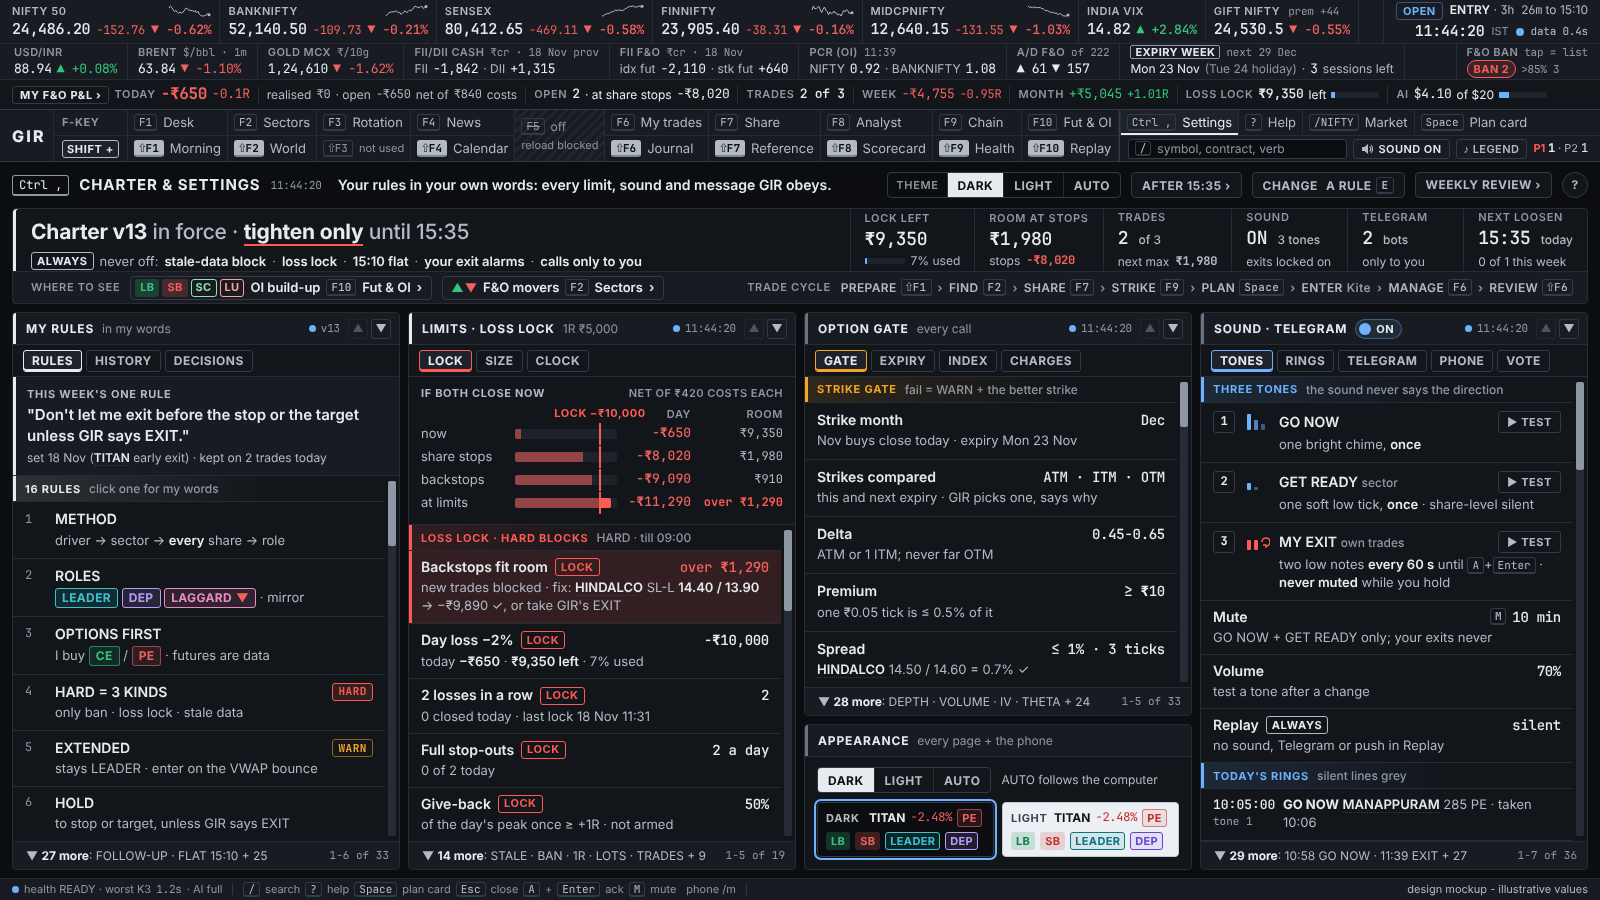 NIFTY 50
24,486.20 -152.76 ▼ -0.62%
BANKNIFTY
52,140.50 -109.73 ▼ -0.21%
SENSEX
80,412.65 -469.11 ▼ -0.58%
FINNIFTY
23,905.40 -38.31 ▼ -0.16%
MIDCPNIFTY
12,640.15 -131.55 ▼ -1.03%
INDIA VIX
14.82 ▲ +2.84%
GIFT NIFTY prem +44
24,530.5 ▼ -0.55%
OPEN ENTRY · 3h 26m to 15:10
11:44:20 IST ● data 0.4s
USD/INR
88.94 ▲ +0.08%
BRENT $/bbl · 1m
63.84 ▼ -1.10%
GOLD MCX ₹/10g
1,24,610 ▼ -1.62%
FII/DII CASH ₹cr · 18 Nov prov
FII -1,842 · DII +1,315
FII F&O ₹cr · 18 Nov
idx fut -2,110 · stk fut +640
PCR (OI) 11:39
NIFTY 0.92 · BANKNIFTY 1.08
A/D F&O of 222
▲ 61 ▼ 157
EXPIRY WEEK next 29 Dec
Mon 23 Nov (Tue 24 holiday) · 3 sessions left
F&O BAN tap = list
BAN 2 >85% 3
MY F&O P&L › TODAY -₹650 -0.1R realised ₹0 · open -₹650 net of ₹840 costs OPEN 2 · at share stops -₹8,020 TRADES 2 of 3 WEEK -₹4,755 -0.95R MONTH +₹5,045 +1.01R LOSS LOCK ₹9,350 left AI $4.10 of $20
GIR
F-KEY F1 Desk F2 Sectors F3 Rotation F4 News F5 off F6 My trades F7 Share F8 Analyst F9 Chain F10 Fut & OI Ctrl , Settings ? Help /NIFTY Market Space Plan card
SHIFT + ⇧F1 Morning ⇧F2 World ⇧F3 not used ⇧F4 Calendar reload blocked ⇧F6 Journal ⇧F7 Reference ⇧F8 Scorecard ⇧F9 Health ⇧F10 Replay / symbol, contract, verb SOUND ON ♪ LEGEND P1 1 · P2 1
Ctrl , CHARTER & SETTINGS 11:44:20 Your rules in your own words: every limit, sound and message GIR obeys. THEME DARK LIGHT AUTO AFTER 15:35 › CHANGE A RULE E WEEKLY REVIEW › ?
Charter v13 in force · tighten only until 15:35
ALWAYS never off: stale-data block · loss lock · 15:10 flat · your exit alarms · calls only to you
LOCK LEFT
₹9,350
7% used
ROOM AT STOPS
₹1,980
stops -₹8,020
TRADES
2 of 3
next max ₹1,980
SOUND
ON 3 tones
exits locked on
TELEGRAM
2 bots
only to you
NEXT LOOSEN
15:35 today
0 of 1 this week
WHERE TO SEE LB SB SC LU OI build-up F10 Fut & OI › ▲▼ F&O movers F2 Sectors › TRADE CYCLE PREPARE ⇧F1 › FIND F2 › SHARE F7 › STRIKE F9 › PLAN Space › ENTER Kite › MANAGE F6 › REVIEW ⇧F6
MY RULES in my words ● v13 ▲ ▼
RULES HISTORY DECISIONS
THIS WEEK'S ONE RULE
"Don't let me exit before the stop or the target
unless GIR says EXIT."
set 18 Nov (TITAN early exit) · kept on 2 trades today
16 RULES click one for my words
1 METHOD
driver → sector → every share → role
2 ROLES
LEADER DEP LAGGARD ▼ · mirror
3 OPTIONS FIRST
I buy CE / PE · futures are data
4 HARD = 3 KINDS HARD
only ban · loss lock · stale data
5 EXTENDED WARN
stays LEADER · enter on the VWAP bounce
6 HOLD
to stop or target, unless GIR says EXIT
▼ 27 more: FOLLOW-UP · FLAT 15:10 + 25 1-6 of 33
LIMITS · LOSS LOCK 1R ₹5,000 ● 11:44:20 ▲ ▼
LOCK SIZE CLOCK
IF BOTH CLOSE NOW NET OF ₹420 COSTS EACH
LOCK −₹10,000 DAY ROOM
now -₹650 ₹9,350
share stops -₹8,020 ₹1,980
backstops -₹9,090 ₹910
at limits -₹11,290 over ₹1,290
LOSS LOCK · HARD BLOCKS HARD · till 09:00
Backstops fit room LOCK over ₹1,290
new trades blocked · fix: HINDALCO SL-L 14.40 / 13.90
→ −₹9,890 ✓, or take GIR's EXIT
Day loss −2% LOCK -₹10,000
today −₹650 · ₹9,350 left · 7% used
2 losses in a row LOCK 2
0 closed today · last lock 18 Nov 11:31
Full stop-outs LOCK 2 a day
0 of 2 today
Give-back LOCK 50%
of the day's peak once ≥ +1R · not armed
▼ 14 more: STALE · BAN · 1R · LOTS · TRADES + 9 1-5 of 19
OPTION GATE every call ● 11:44:20 ▲ ▼
GATE EXPIRY INDEX CHARGES
STRIKE GATE fail = WARN + the better strike
Strike month Dec
Nov buys close today · expiry Mon 23 Nov
Strikes compared ATM · ITM · OTM
this and next expiry · GIR picks one, says why
Delta 0.45-0.65
ATM or 1 ITM; never far OTM
Premium ≥ ₹10
one ₹0.05 tick is ≤ 0.5% of it
Spread ≤ 1% · 3 ticks
HINDALCO 14.50 / 14.60 = 0.7% ✓
▼ 28 more: DEPTH · VOLUME · IV · THETA + 24 1-5 of 33
APPEARANCE every page + the phone
DARK LIGHT AUTO AUTO follows the computer
DARK TITAN -2.48% PE
LB SB LEADER DEP
LIGHT TITAN -2.48% PE
LB SB LEADER DEP
SOUND · TELEGRAM ON ● 11:44:20 ▲ ▼
TONES RINGS TELEGRAM PHONE VOTE
THREE TONES the sound never says the direction
1 GO NOW ▶ TEST
one bright chime, once
2 GET READY sector ▶ TEST
one soft low tick, once · share-level silent
3 MY EXIT own trades ▶ TEST
two low notes every 60 s until A + Enter ·
never muted while you hold
Mute M 10 min
GO NOW + GET READY only; your exits never
Volume 70%
test a tone after a change
Replay ALWAYS silent
no sound, Telegram or push in Replay
TODAY'S RINGS silent lines grey
10:05:00 GO NOW MANAPPURAM 285 PE · taken
tone 1 10:06
▼ 29 more: 10:58 GO NOW · 11:39 EXIT + 27 1-7 of 36
● health READY · worst K3 1.2s · AI full / search ? help Space plan card Esc close A + Enter ack M mute phone /m design mockup - illustrative values